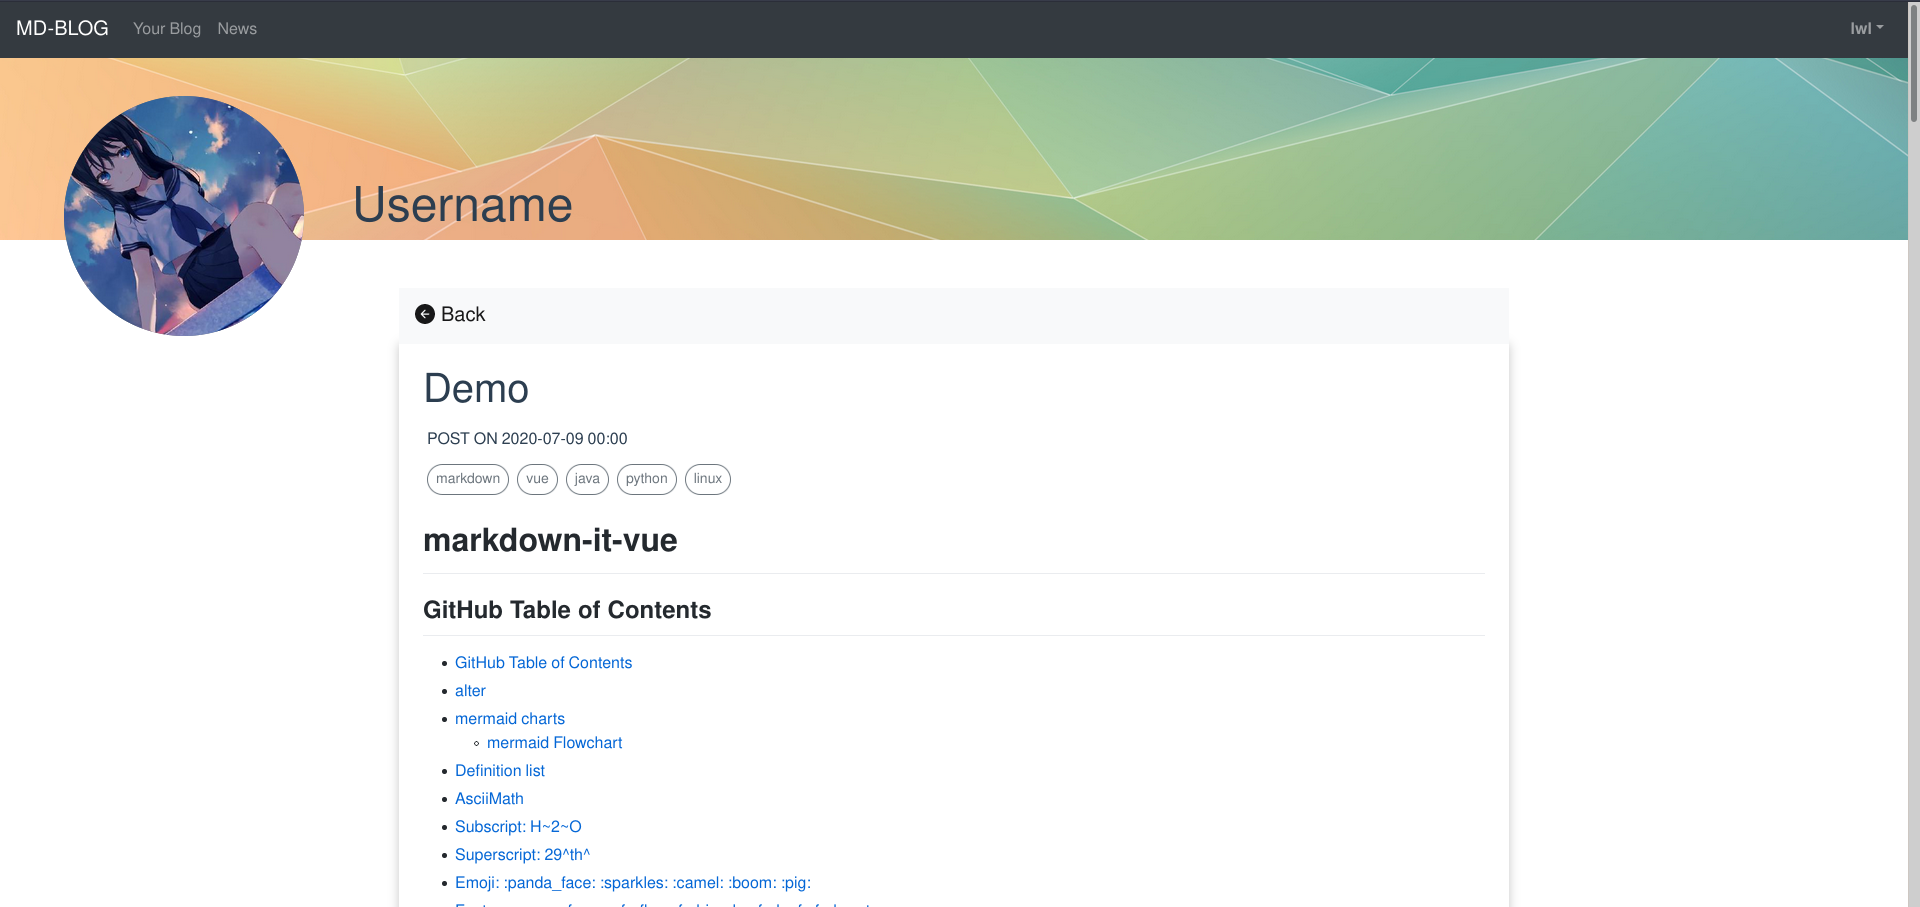 MD-BLOG Your Blog News lwl
Username
Back
Demo
POST ON 2020-07-09 00:00
markdown vue java python linux
markdown-it-vue
GitHub Table of Contents
GitHub Table of Contents
alter
mermaid charts
mermaid Flowchart
Definition list
AsciiMath
Subscript: H~2~O
Superscript: 29^th^
Emoji: :panda_face: :sparkles: :camel: :boom: :pig: